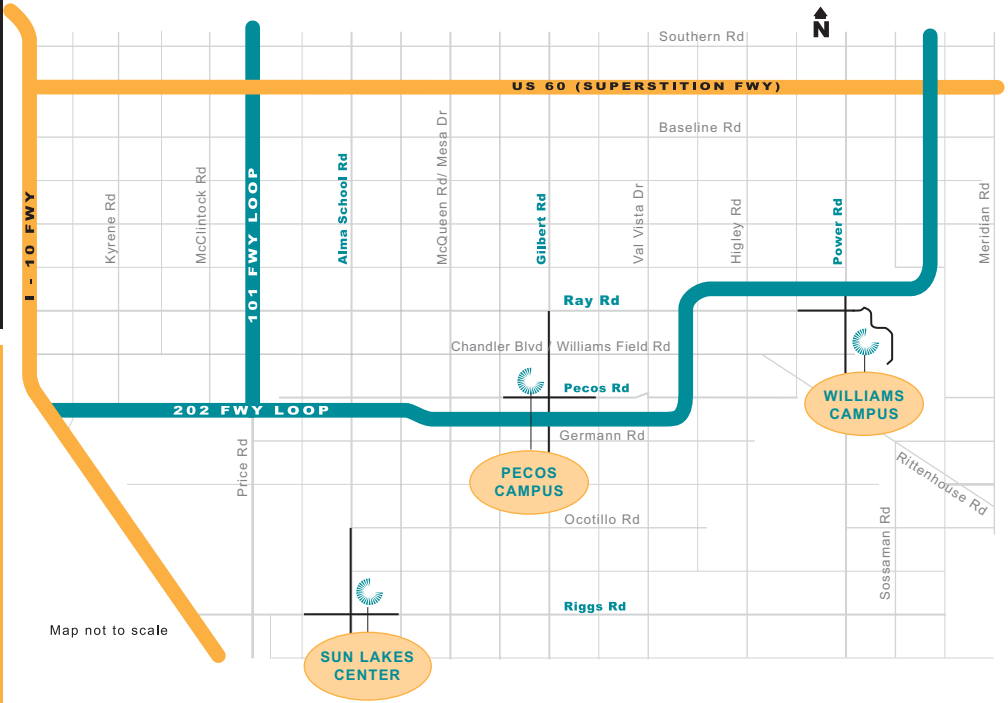 N
Southern Rd
US 60 (SUPERSTITION FWY)
Baseline Rd
I - 10 FWY
Kyrene Rd
McClintock Rd
101 FWY LOOP
Alma School Rd
McQueen Rd/ Mesa Dr
Gilbert Rd
Val Vista Dr
Higley Rd
Power Rd
Meridian Rd
Ray Rd
Chandler Blvd / Williams Field Rd
Pecos Rd
WILLIAMS
CAMPUS
202 FWY LOOP
Germann Rd
Price Rd
PECOS
CAMPUS
Rittenhouse Rd
Ocotillo Rd
Sossaman Rd
Riggs Rd
Map not to scale
SUN LAKES
CENTER